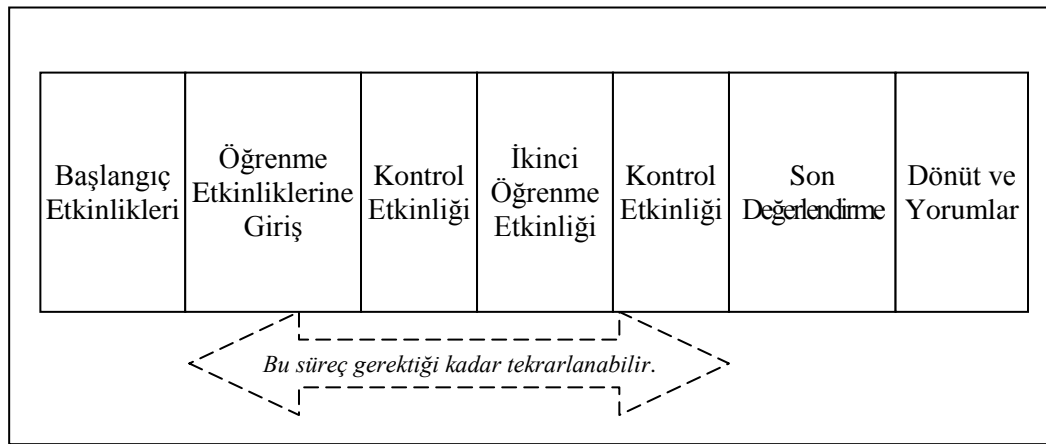 Başlangıç
Etkinlikleri
Öğrenme
Etkinliklerine
Giriş
Kontrol
Etkinliği
İkinci
Öğrenme
Etkinliği
Kontrol
Etkinliği
Son
Değerlendirme
Dönüt ve
Yorumlar
Bu süreç gerektiği kadar tekrarlanabilir.